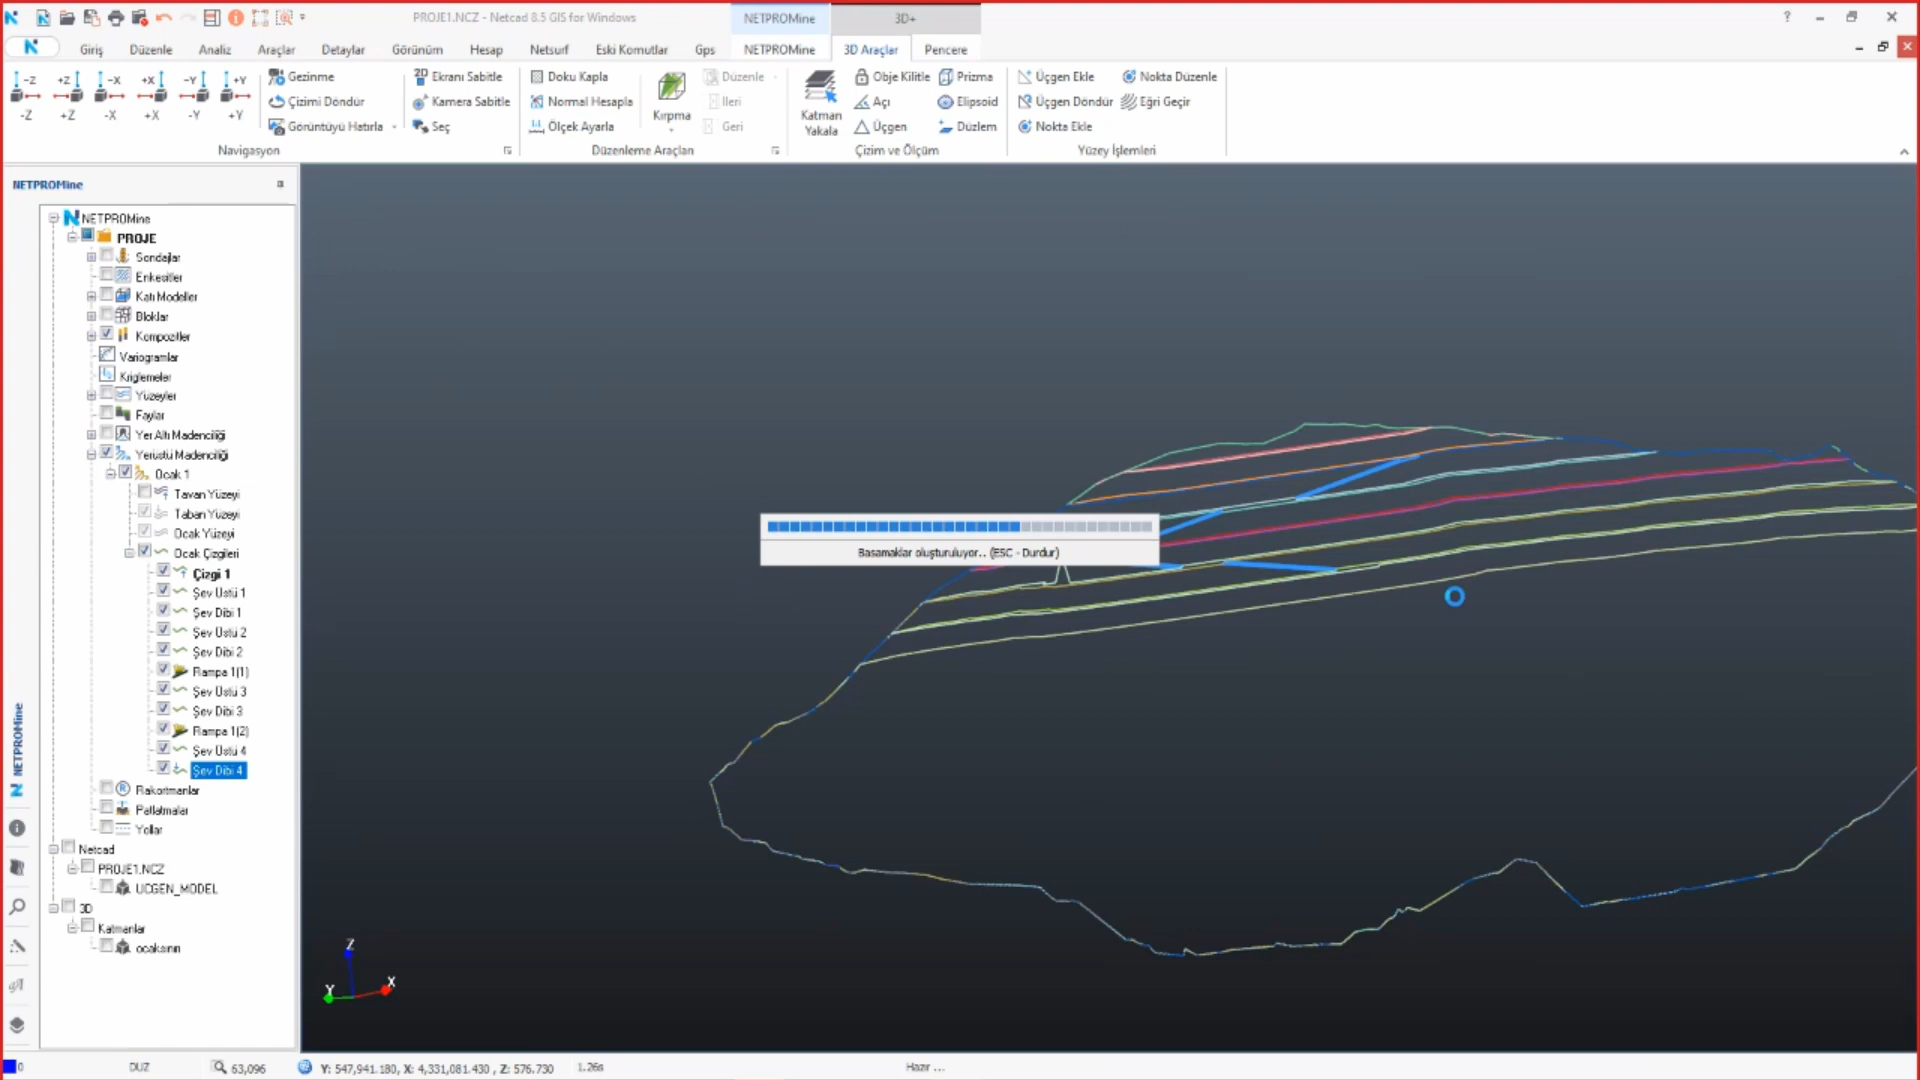 PROJE1.NCZ - Netcad 8.5 GIS for Windows
NETPROMine
3D+
Giriş Düzenle Analiz Araçlar Detaylar Görünüm Hesap Netsurf Eski Komutlar Gps NETPROMine 3D Araçlar Pencere
-Z +Z -X +X -Y +Y
-Z +Z -X +X -Y +Y
Gezinme
Çizimi Döndür
Görüntüyü Hatırla
2D Ekranı Sabitle
Kamera Sabitle
Seç
Navigasyon
Doku Kapla
Normal Hesapla
Ölçek Ayarla
Kırpma
Düzenle
İleri
Geri
Düzenleme Araçları
Katman Yakala
Obje Kilitle
Açı
Üçgen
Prizma
Elipsoid
Düzlem
Çizim ve Ölçüm
Üçgen Ekle
Üçgen Döndür
Nokta Ekle
Nokta Düzenle
Eğri Geçir
Yüzey İşlemleri
NETPROMine
NETPROMine
PROJE
Sondajlar
Enkesitler
Katı Modeller
Bloklar
Kompozitler
Variogramlar
Kriglemeler
Yüzeyler
Faylar
Yer Altı Madenciliği
Yerüstü Madenciliği
Ocak 1
Tavan Yüzeyi
Taban Yüzeyi
Ocak Yüzeyi
Ocak Çizgileri
Çizgi 1
Şev Üstü 1
Şev Dibi 1
Şev Üstü 2
Şev Dibi 2
Rampa 1(1)
Şev Üstü 3
Şev Dibi 3
Rampa 1(2)
Şev Üstü 4
Şev Dibi 4
Rakortmanlar
Patlatmalar
Yollar
Netcad
PROJE1.NCZ
UCGEN_MODEL
3D
Katmanlar
ocaksınırı
NETPROMine
Basamaklar oluşturuluyor.. (ESC - Durdur)
Z
X
Y
0 DUZ 63,096 Y: 547,941.180, X: 4,331,081.430 , Z: 576.730 1.26s Hazır ...